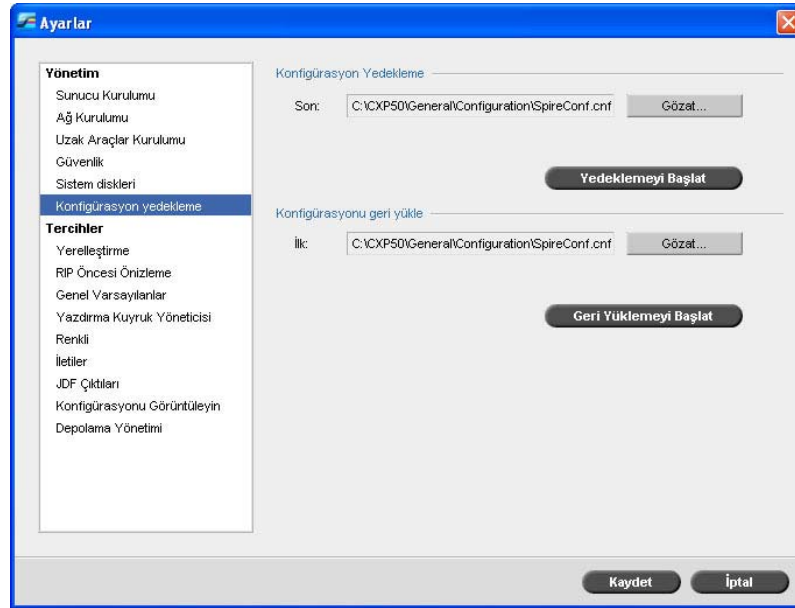 Ayarlar
Yönetim
Sunucu Kurulumu
Ağ Kurulumu
Uzak Araçlar Kurulumu
Güvenlik
Sistem diskleri
Konfigürasyon yedekleme
Tercihler
Yerelleştirme
RIP Öncesi Önizleme
Genel Varsayılanlar
Yazdırma Kuyruk Yöneticisi
Renkli
İletiler
JDF Çıktıları
Konfigürasyonu Görüntüleyin
Depolama Yönetimi
Konfigürasyon Yedekleme
Son: C:\CXP50\General\Configuration\SpireConf.cnf Gözat...
Yedeklemeyi Başlat
Konfigürasyonu geri yükle
İlk: C:\CXP50\General\Configuration\SpireConf.cnf Gözat...
Geri Yüklemeyi Başlat
Kaydet İptal